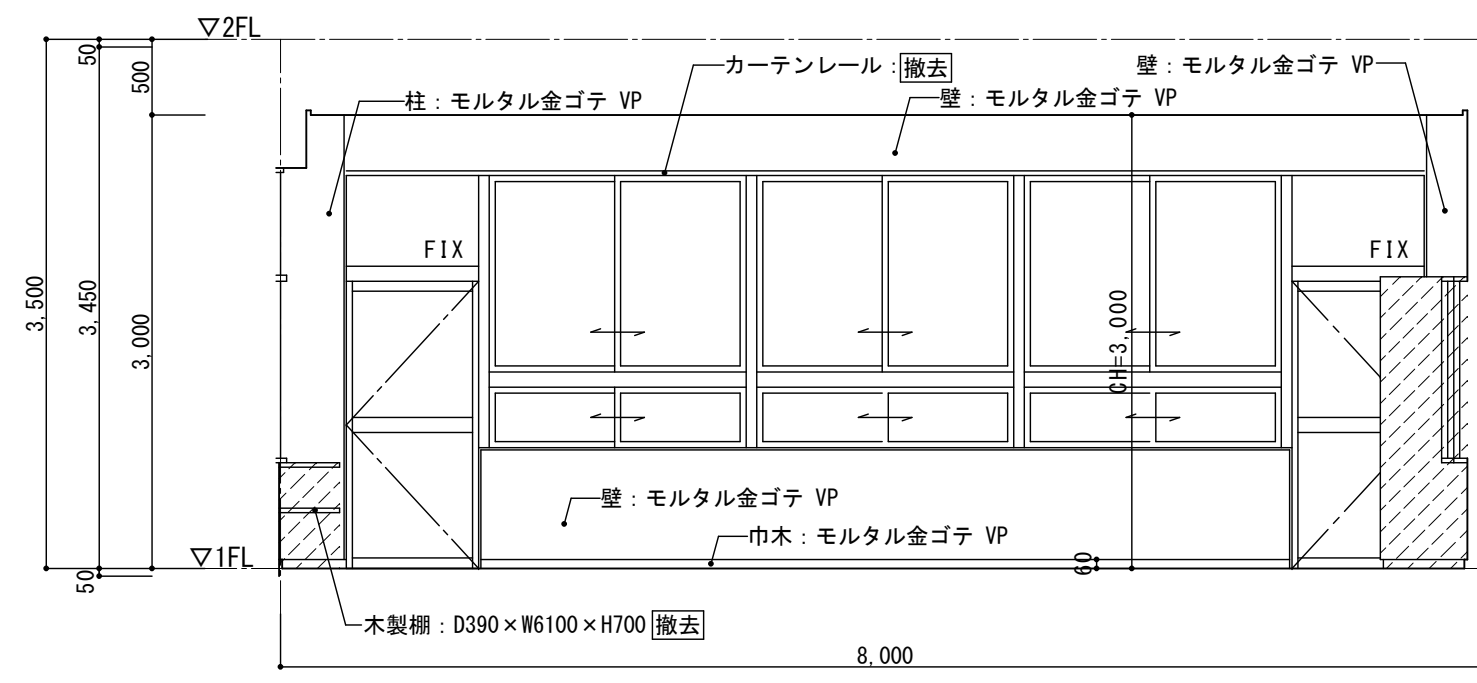 ▽2FL
カーテンレール：撤去
壁：モルタル金ゴテ VP
柱：モルタル金ゴテ VP
壁：モルタル金ゴテ VP
50
500
FIX
FIX
3,500
3,450
3,000
CH=3,000
壁：モルタル金ゴテ VP
巾木：モルタル金ゴテ VP
▽1FL
60
50
木製棚：D390×W6100×H700 撤去
8,000